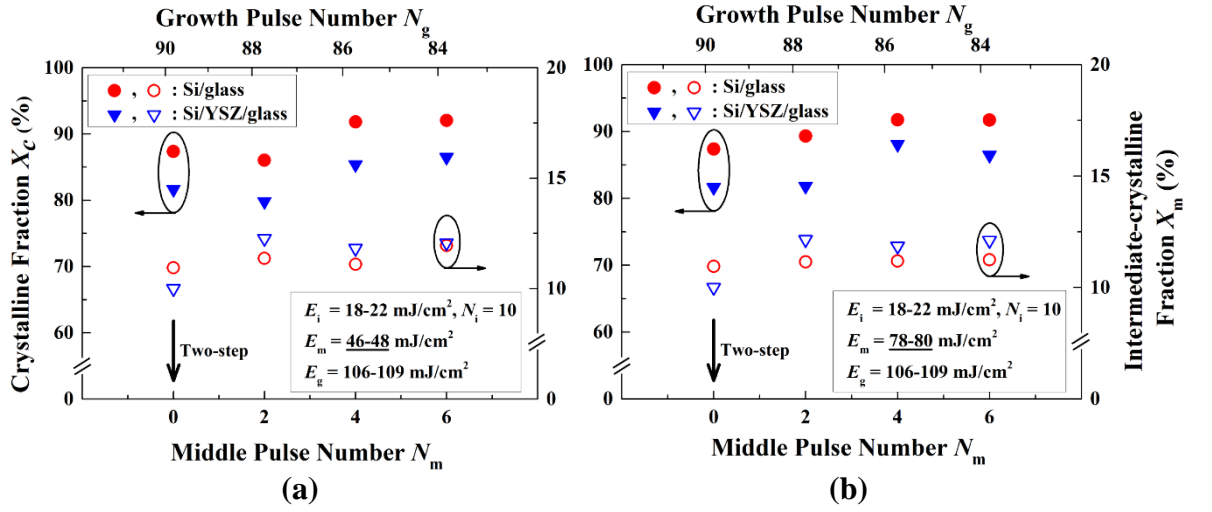 Growth Pulse Number Ng
90 88 86 84
Crystalline Fraction Xc (%)
100
90
80
70
60
0
20
15
10
5
0
, : Si/glass
, : Si/YSZ/glass
Two-step
Ei = 18-22 mJ/cm², Ni = 10
Em = 46-48 mJ/cm²
Eg = 106-109 mJ/cm²
0 2 4 6
Middle Pulse Number Nm
(a)
Growth Pulse Number Ng
90 88 86 84
100
90
80
70
60
0
20
15
10
5
0
Intermediate-crystalline
Fraction Xm (%)
, : Si/glass
, : Si/YSZ/glass
Two-step
Ei = 18-22 mJ/cm², Ni = 10
Em = 78-80 mJ/cm²
Eg = 106-109 mJ/cm²
0 2 4 6
Middle Pulse Number Nm
(b)